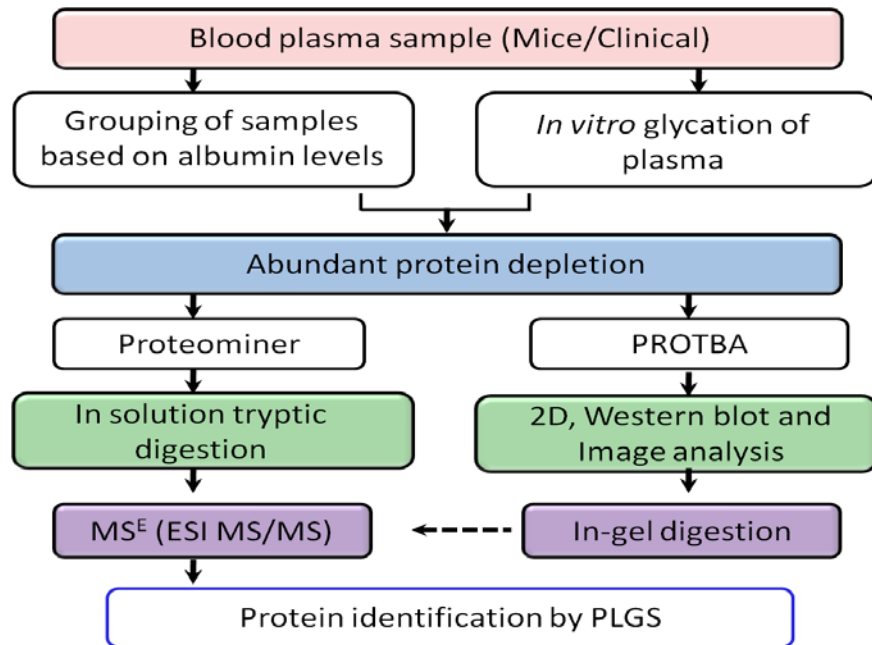 Blood plasma sample (Mice/Clinical)
Grouping of samples
based on albumin levels
In vitro glycation of
plasma
Abundant protein depletion
Proteominer
PROTBA
In solution tryptic
digestion
2D, Western blot and
Image analysis
MSᴱ (ESI MS/MS)
In-gel digestion
Protein identification by PLGS